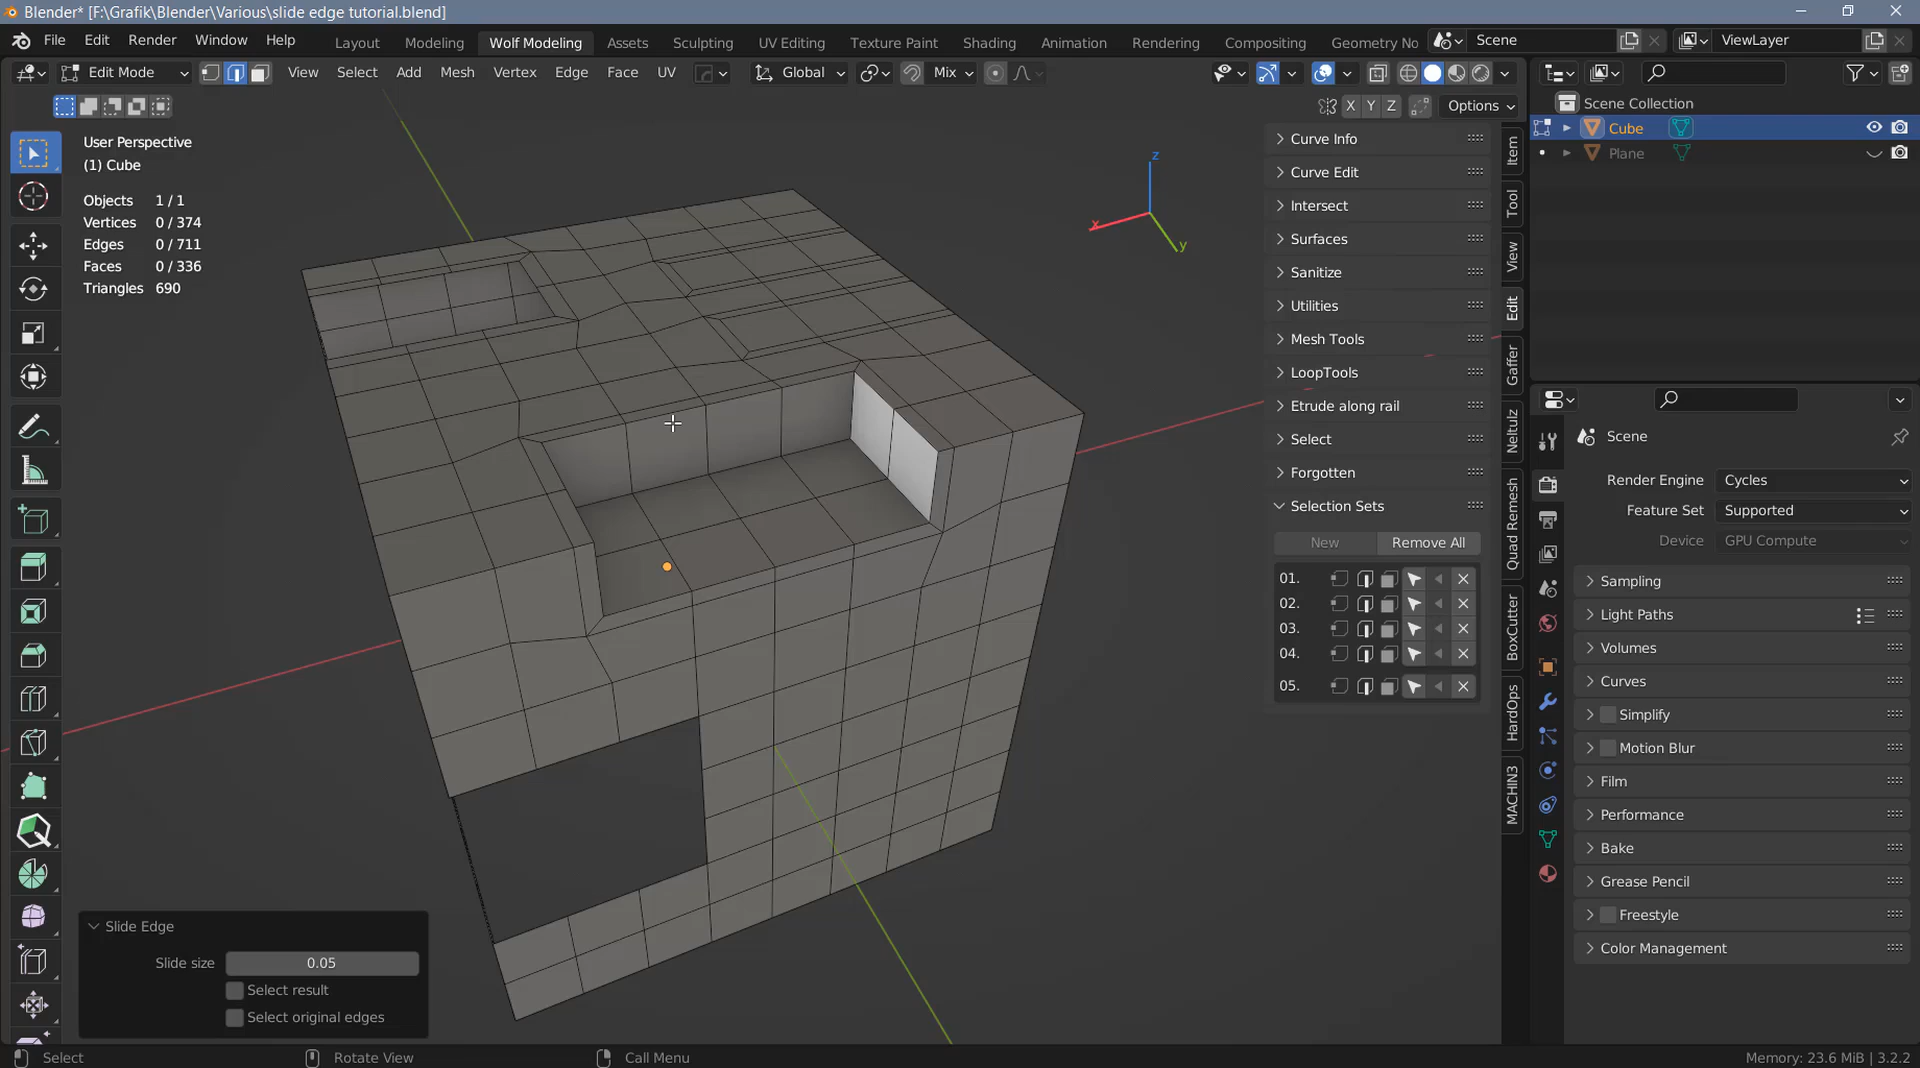 Blender* [F:\Grafik\Blender\Various\slide edge tutorial.blend]
File Edit Render Window Help Layout Modeling Wolf Modeling Assets Sculpting UV Editing Texture Paint Shading Animation Rendering Compositing Geometry No Scene ViewLayer
Edit Mode View Select Add Mesh Vertex Edge Face UV Global Mix
X Y Z Options
User Perspective
(1) Cube
Objects 1/1
Vertices 0/374
Edges 0/711
Faces 0/336
Triangles 690
z
x
y
Curve Info
Curve Edit
Intersect
Surfaces
Sanitize
Utilities
Mesh Tools
LoopTools
Etrude along rail
Select
Forgotten
Selection Sets
New Remove All
01.
02.
03.
04.
05.
Item
Tool
View
Edit
Gaffer
Neltulz
Quad Remesh
BoxCutter
HardOps
MACHIN3
Scene Collection
Cube
Plane
Scene
Render Engine Cycles
Feature Set Supported
Device GPU Compute
Sampling
Light Paths
Volumes
Curves
Simplify
Motion Blur
Film
Performance
Bake
Grease Pencil
Freestyle
Color Management
Slide Edge
Slide size 0.05
Select result
Select original edges
Select Rotate View Call Menu Memory: 23.6 MiB | 3.2.2